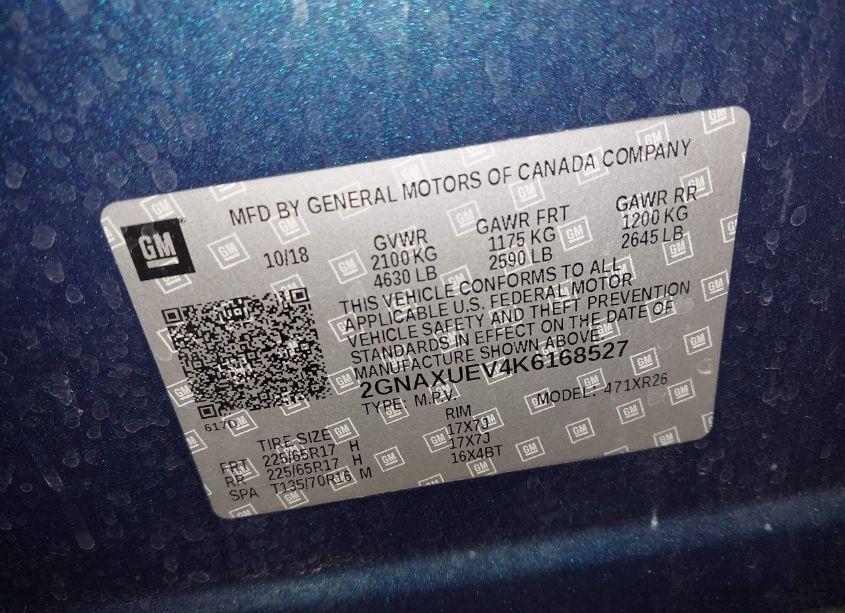 MFD BY GENERAL MOTORS OF CANADA COMPANY
GM
10/18
GVWR
2100 KG
4630 LB
GAWR FRT
1175 KG
2590 LB
GAWR RR
1200 KG
2645 LB
THIS VEHICLE CONFORMS TO ALL
APPLICABLE U.S. FEDERAL MOTOR
VEHICLE SAFETY AND THEFT PREVENTION
STANDARDS IN EFFECT ON THE DATE OF
MANUFACTURE SHOWN ABOVE.
2GNAXUEV4K6168527
TYPE: M.P.V. MODEL: 471XR26
617D
TIRE SIZE RIM
FRT 225/65R17 H 17X7J
RR 225/65R17 H 17X7J
SPA T135/70R16 M 16X4BT